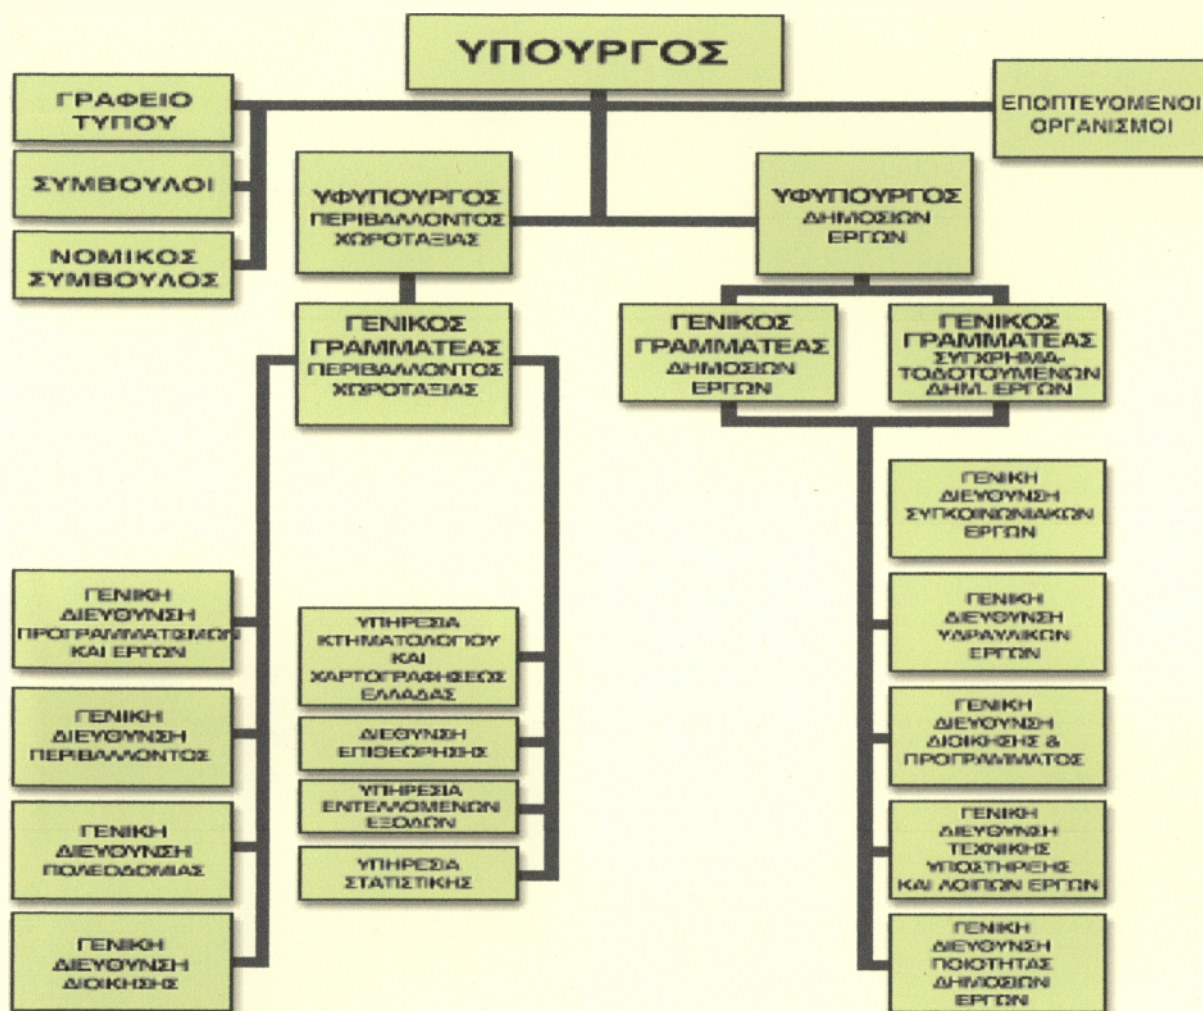 ΥΠΟΥΡΓΟΣ
ΓΡΑΦΕΙΟ
ΤΥΠΟΥ
ΣΥΜΒΟΥΛΟΙ
ΝΟΜΙΚΟΣ
ΣΥΜΒΟΥΛΟΣ
ΕΠΟΠΤΕΥΟΜΕΝΟΙ
ΟΡΓΑΝΙΣΜΟΙ
ΥΦΥΠΟΥΡΓΟΣ
ΠΕΡΙΒΑΛΛΟΝΤΟΣ
ΧΩΡΟΤΑΞΙΑΣ
ΥΦΥΠΟΥΡΓΟΣ
ΔΗΜΟΣΙΩΝ
ΕΡΓΩΝ
ΓΕΝΙΚΟΣ
ΓΡΑΜΜΑΤΕΑΣ
ΠΕΡΙΒΑΛΛΟΝΤΟΣ
ΧΩΡΟΤΑΞΙΑΣ
ΓΕΝΙΚΟΣ
ΓΡΑΜΜΑΤΕΑΣ
ΔΗΜΟΣΙΩΝ
ΕΡΓΩΝ
ΓΕΝΙΚΟΣ
ΓΡΑΜΜΑΤΕΑΣ
ΣΥΓΧΡΗΜΑ-
ΤΟΔΟΤΟΥΜΕΝΩΝ
ΔΗΜ. ΕΡΓΩΝ
ΓΕΝΙΚΗ
ΔΙΕΥΘΥΝΣΗ
ΠΡΟΓΡΑΜΜΑΤΙΣΜΩΝ
ΚΑΙ ΕΡΓΩΝ
ΓΕΝΙΚΗ
ΔΙΕΥΘΥΝΣΗ
ΠΕΡΙΒΑΛΛΟΝΤΟΣ
ΓΕΝΙΚΗ
ΔΙΕΥΘΥΝΣΗ
ΠΟΛΕΟΔΟΜΙΑΣ
ΓΕΝΙΚΗ
ΔΙΕΥΘΥΝΣΗ
ΔΙΟΙΚΗΣΗΣ
ΥΠΗΡΕΣΙΑ
ΚΤΗΜΑΤΟΛΟΓΙΟΥ
ΚΑΙ
ΧΑΡΤΟΓΡΑΦΗΣΕΩΣ
ΕΛΛΑΔΑΣ
ΔΙΕΘΥΝΣΗ
ΕΠΙΘΕΩΡΗΣΗΣ
ΥΠΗΡΕΣΙΑ
ΕΝΤΕΛΛΟΜΕΝΩΝ
ΕΞΟΔΩΝ
ΥΠΗΡΕΣΙΑ
ΣΤΑΤΙΣΤΙΚΗΣ
ΓΕΝΙΚΗ
ΔΙΕΥΘΥΝΣΗ
ΣΥΓΚΟΙΝΩΝΙΑΚΩΝ
ΕΡΓΩΝ
ΓΕΝΙΚΗ
ΔΙΕΥΘΥΝΣΗ
ΥΔΡΑΥΛΙΚΩΝ
ΕΡΓΩΝ
ΓΕΝΙΚΗ
ΔΙΕΥΘΥΝΣΗ
ΔΙΟΙΚΗΣΗΣ &
ΠΡΟΓΡΑΜΜΑΤΟΣ
ΓΕΝΙΚΗ
ΔΙΕΥΘΥΝΣΗ
ΤΕΧΝΙΚΗΣ
ΥΠΟΣΤΗΡΙΞΗΣ
ΚΑΙ ΛΟΙΠΩΝ ΕΡΓΩΝ
ΓΕΝΙΚΗ
ΔΙΕΥΘΥΝΣΗ
ΠΟΙΟΤΗΤΑΣ
ΔΗΜΟΣΙΩΝ
ΕΡΓΩΝ